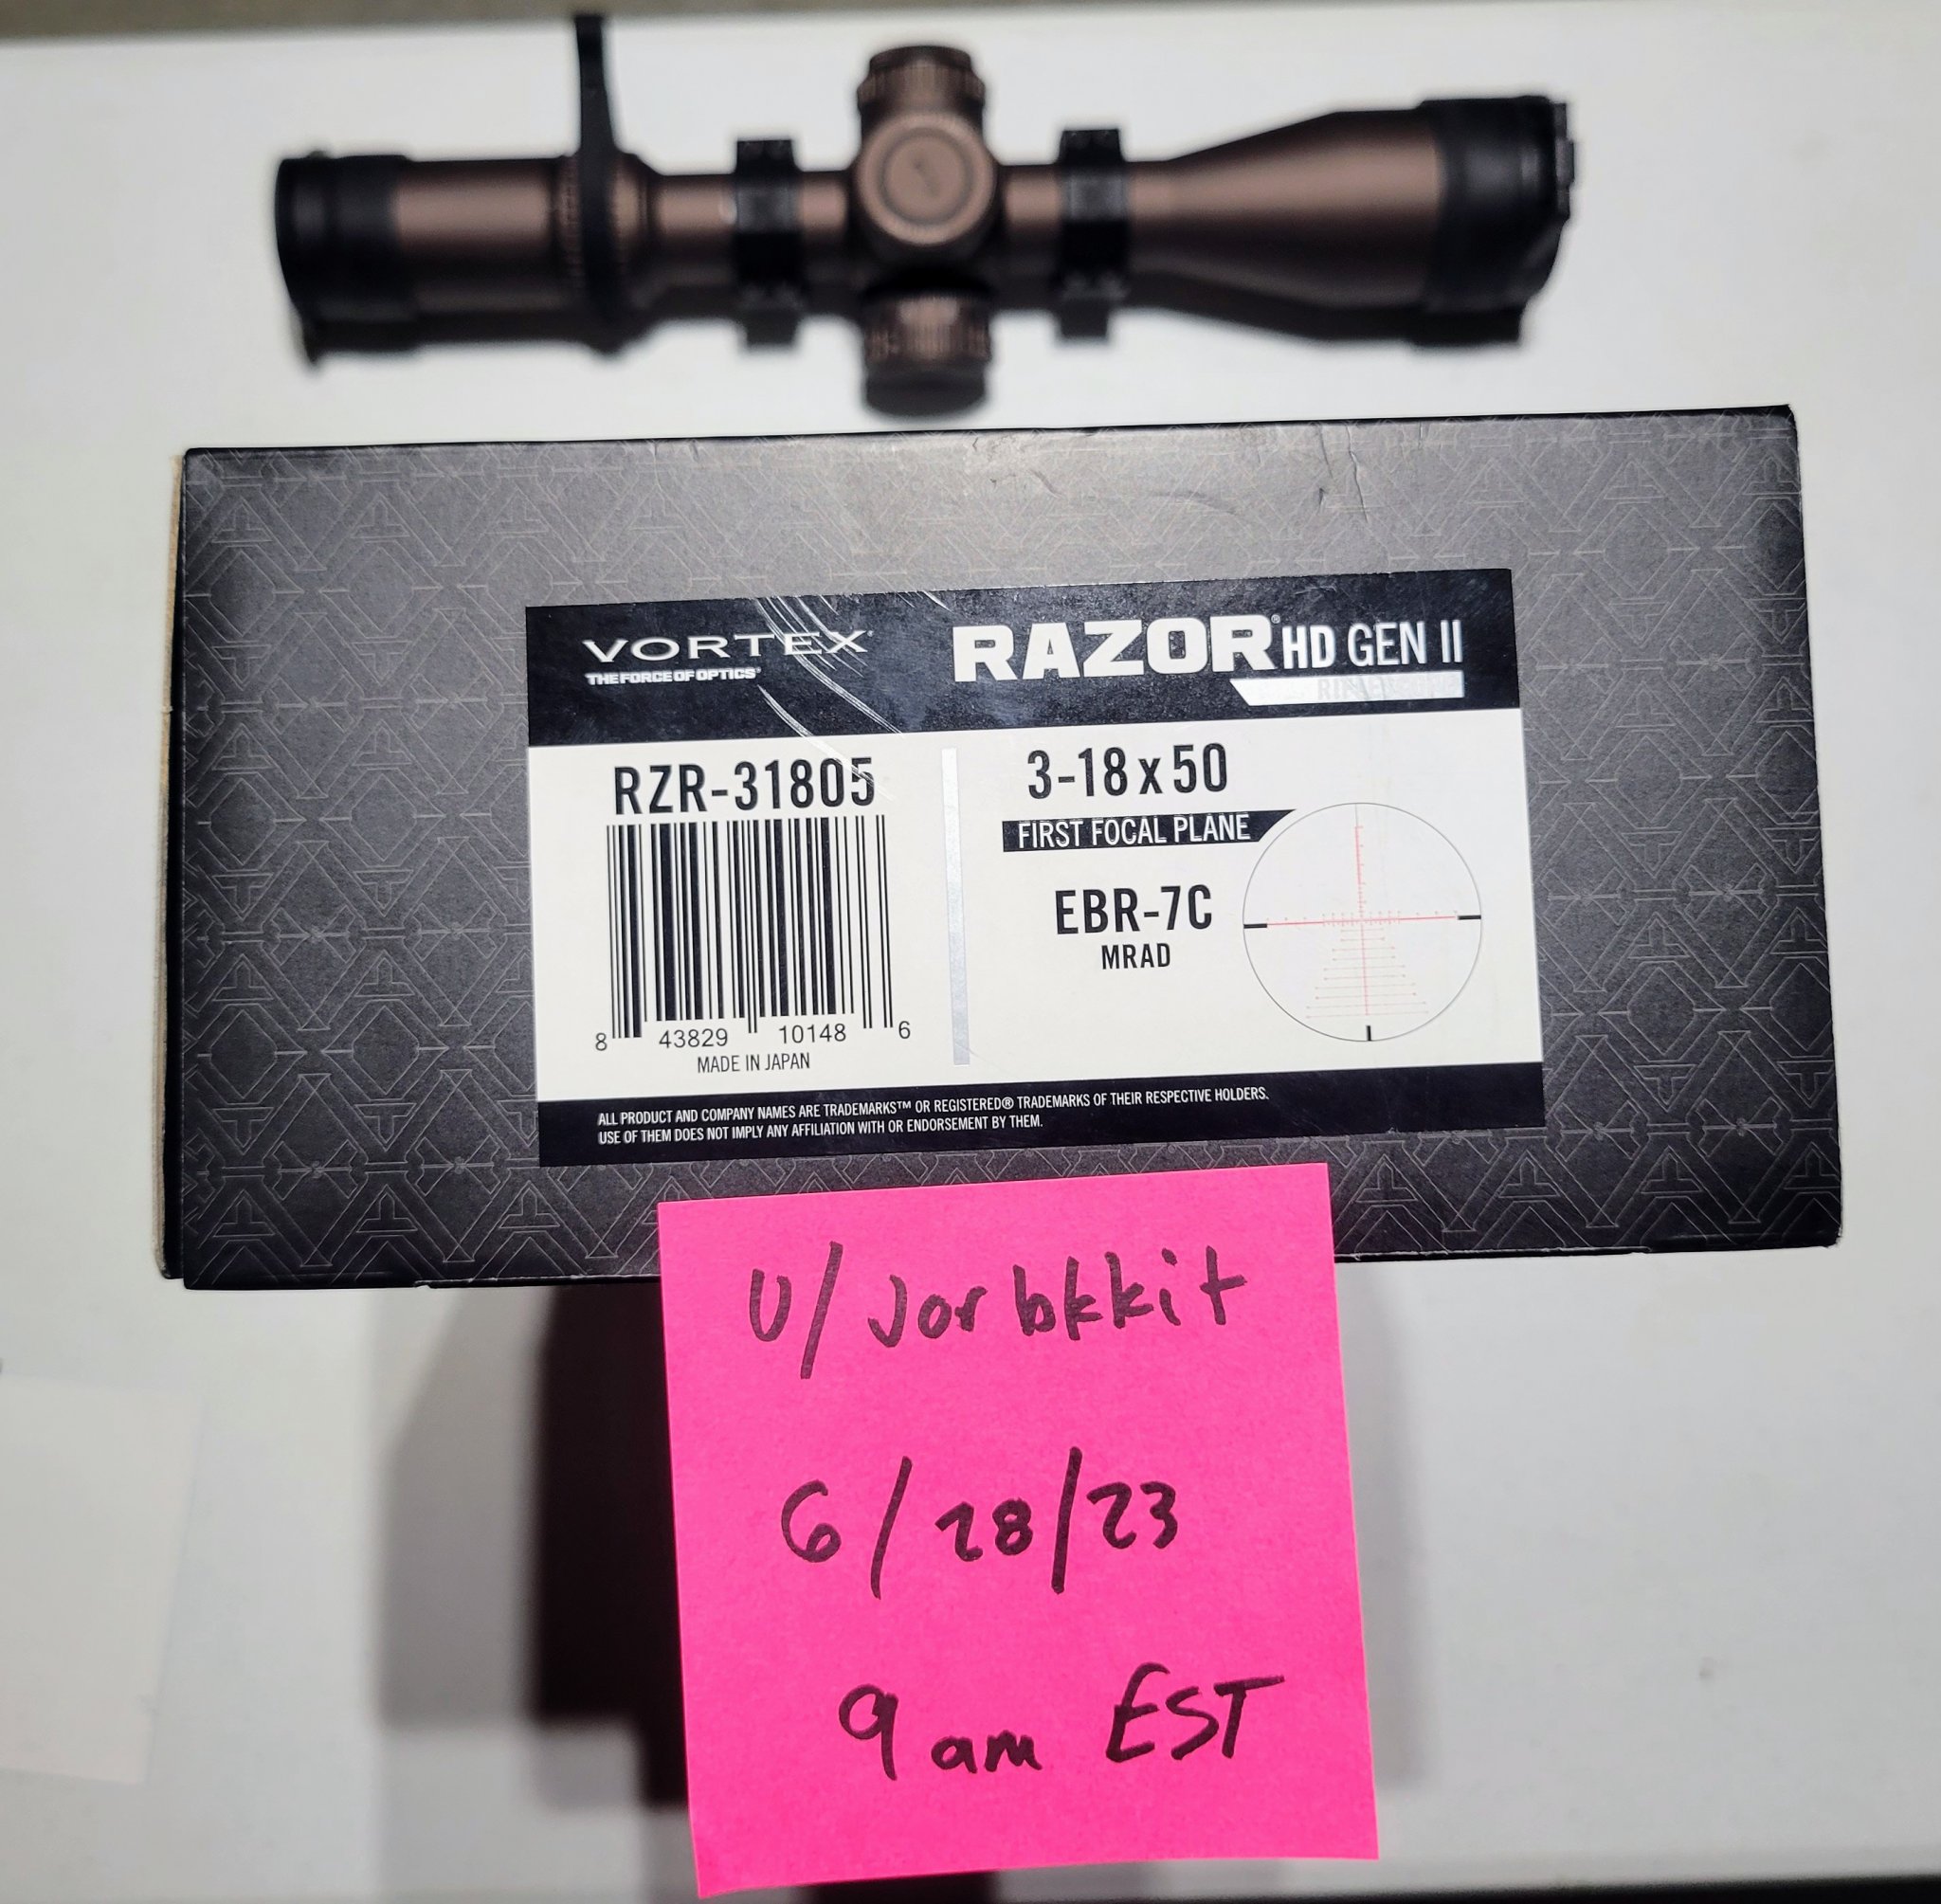 VORTEX®
THE FORCE OF OPTICS®
RAZOR® HD GEN II
RZR-31805
8 43829 10148 6
MADE IN JAPAN
3-18x50
FIRST FOCAL PLANE
EBR-7C
MRAD
ALL PRODUCT AND COMPANY NAMES ARE TRADEMARKS™ OR REGISTERED® TRADEMARKS OF THEIR RESPECTIVE HOLDERS.
USE OF THEM DOES NOT IMPLY ANY AFFILIATION WITH OR ENDORSEMENT BY THEM.
U/Jorbkkit
6/28/23
9am EST